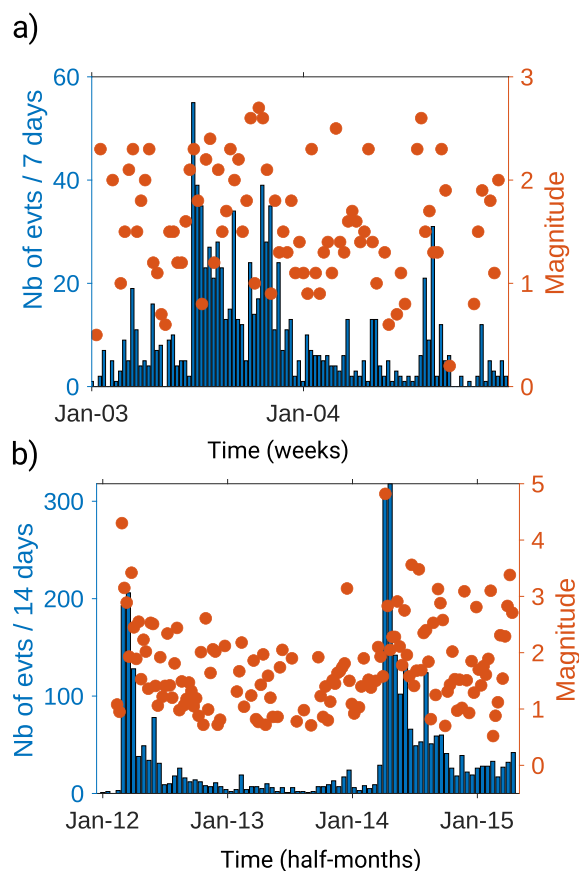 a)
60
40
20
0
Nb of evts / 7 days
3
2
1
0
Magnitude
Jan-03
Jan-04
Time (weeks)
b)
300
200
100
0
Nb of evts / 14 days
5
4
3
2
1
0
Magnitude
Jan-12
Jan-13
Jan-14
Jan-15
Time (half-months)